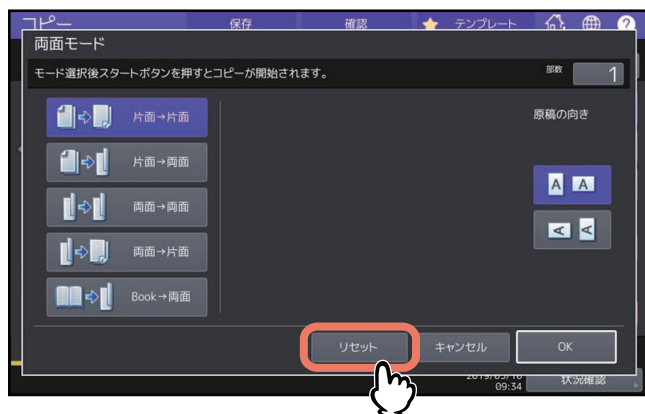 コピー 保存 確認 テンプレート ?
両面モード
モード選択後スタートボタンを押すとコピーが開始されます。 部数 1
片面→片面 原稿の向き
片面→両面
A A
両面→両面
A A
両面→片面
Book→両面
リセット キャンセル OK
09:34 状況確認